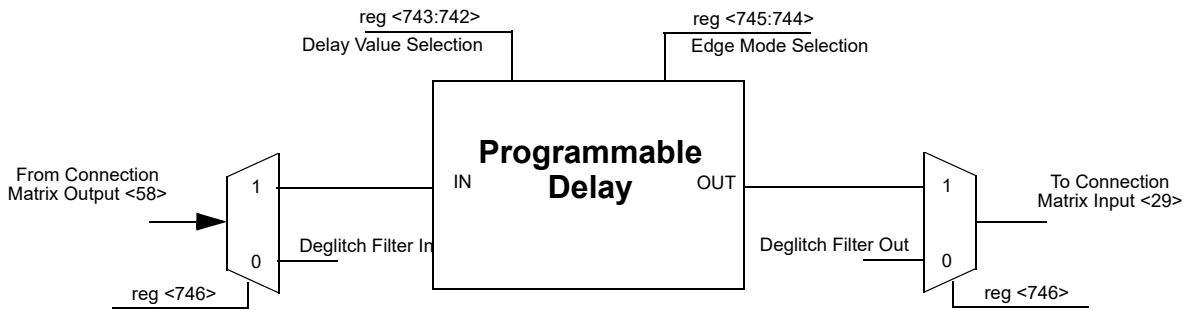 reg <743:742>
Delay Value Selection
reg <745:744>
Edge Mode Selection
Programmable
Delay
IN
OUT
From Connection
Matrix Output <58>
1
0
Deglitch Filter In
reg <746>
Deglitch Filter Out
1
0
To Connection
Matrix Input <29>
reg <746>